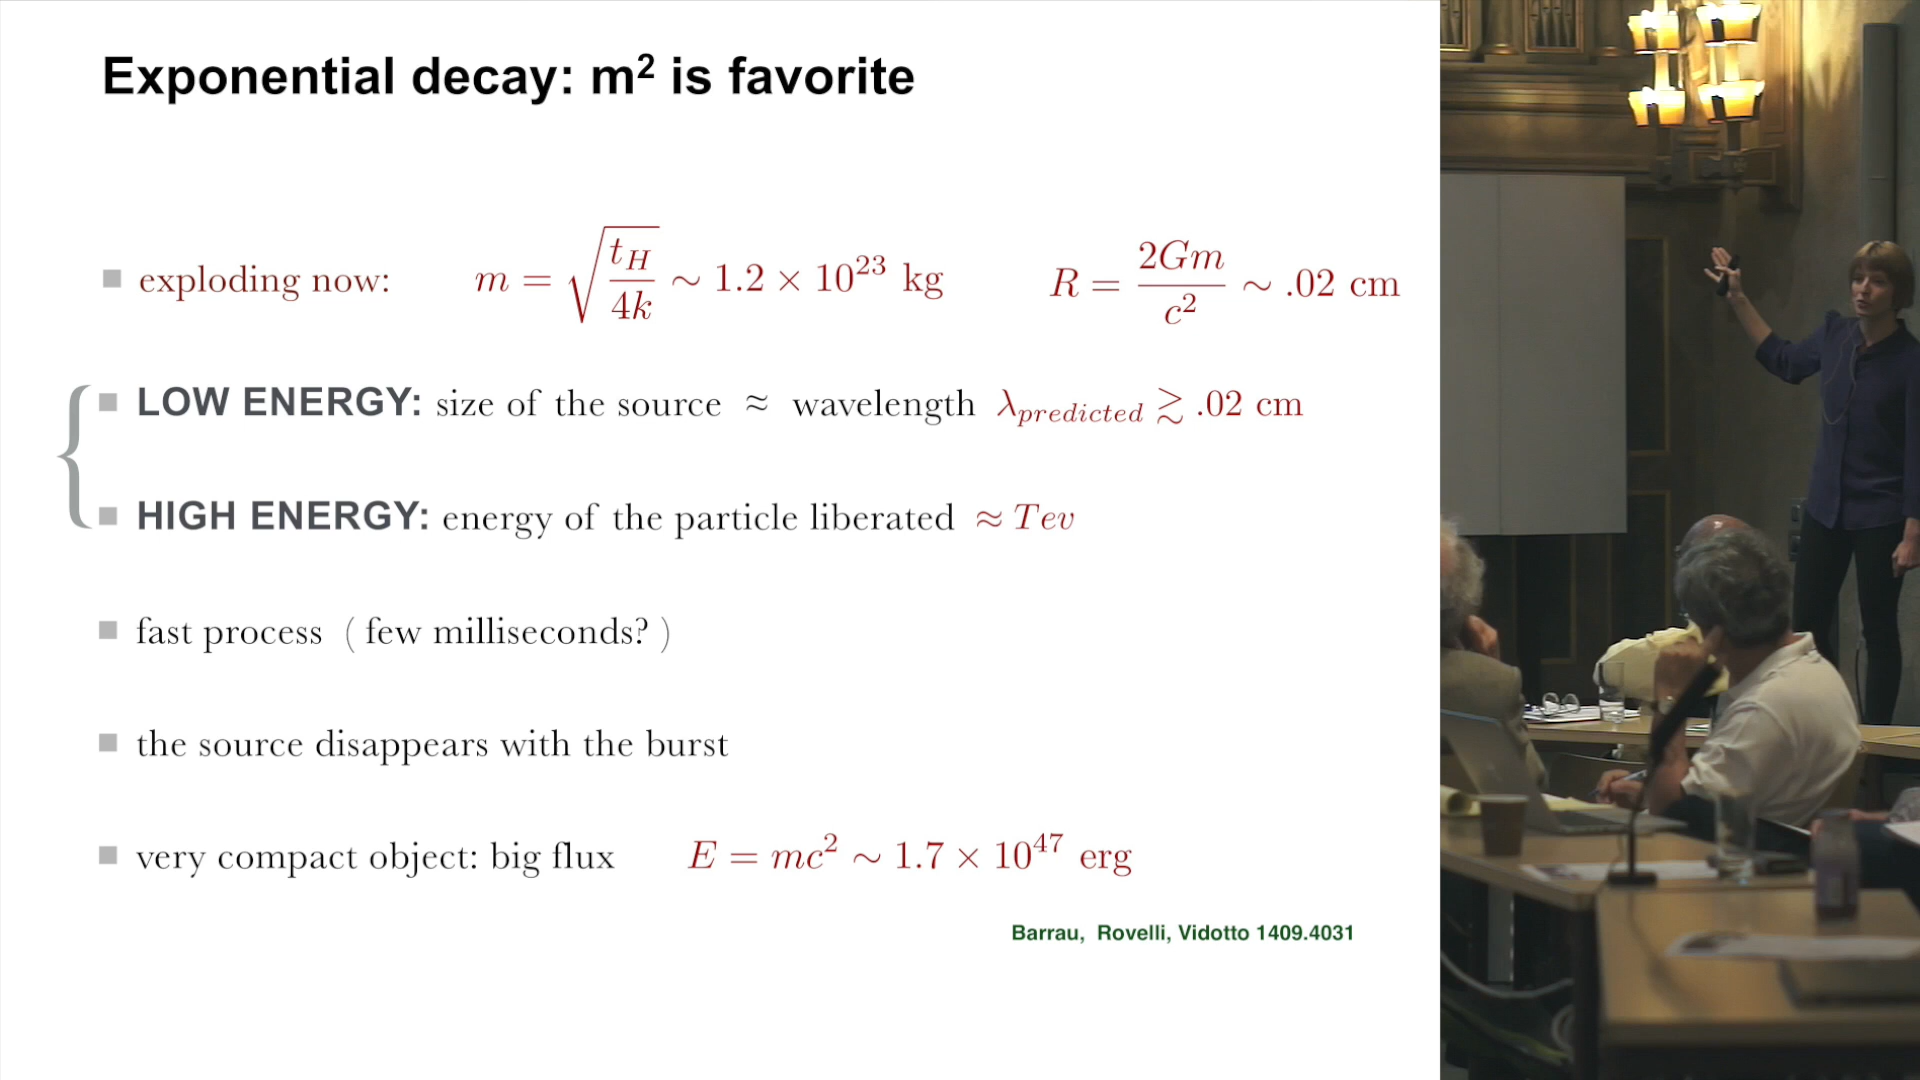 Exponential decay: m² is favorite
exploding now: m = √(t_H/4k) ∼ 1.2 × 10²³ kg R = 2Gm/c² ∼ .02 cm
LOW ENERGY: size of the source ≈ wavelength λ_predicted ≳ .02 cm
HIGH ENERGY: energy of the particle liberated ≈ Tev
fast process ( few milliseconds? )
the source disappears with the burst
very compact object: big flux E = mc² ∼ 1.7 × 10⁴⁷ erg
Barrau, Rovelli, Vidotto 1409.4031